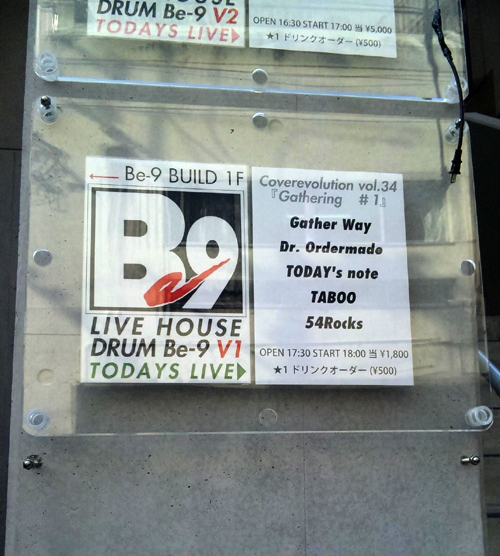 DRUM Be-9 V2
TODAYS LIVE
OPEN 16:30 START 17:00 当 ¥5,000
★1 ドリンクオーダー (¥500)
← Be-9 BUILD 1F
Be9
LIVE HOUSE
DRUM Be-9 V1
TODAYS LIVE
Coverevolution vol.34
『Gathering #1』
Gather Way
Dr. Ordermade
TODAY's note
TABOO
54Rocks
OPEN 17:30 START 18:00 当 ¥1,800
★1 ドリンクオーダー (¥500)